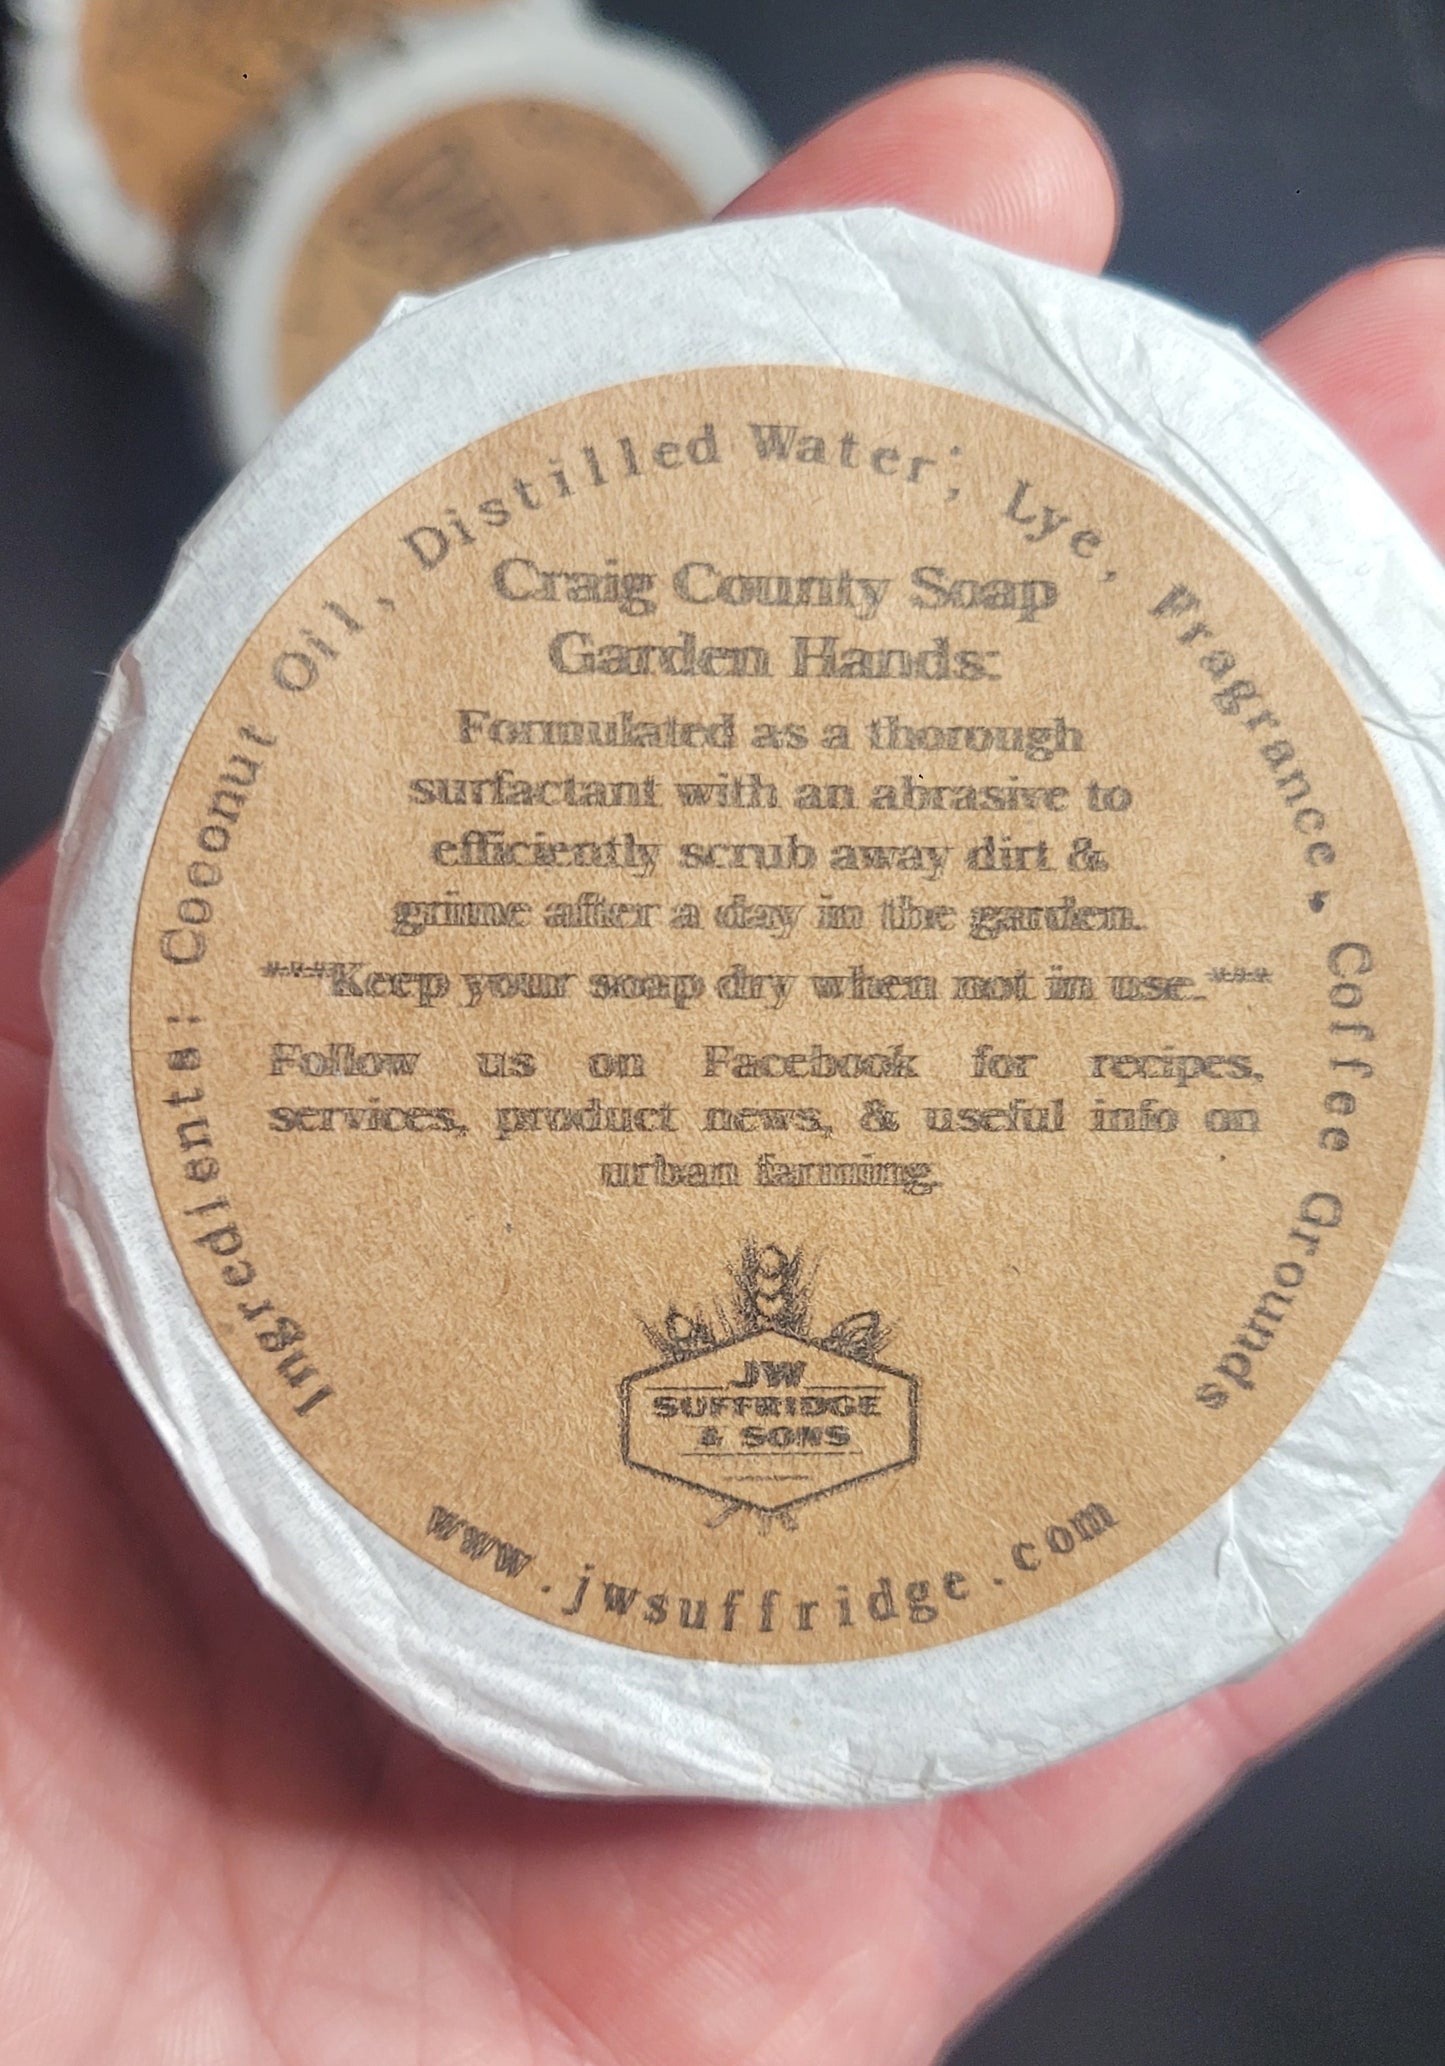 Ingredients: Coconut Oil, Distilled Water, Lye, Fragrance, Coffee Grounds
Craig County Soap
Garden Hands:
Formulated as a thorough
surfactant with an abrasive to
efficiently scrub away dirt &
grime after a day in the garden.
***Keep your soap dry when not in use.***
Follow us on Facebook for recipes,
services, product news, & useful info on
urban farming.
JW
SUFFRIDGE
& SONS
www.jwsuffridge.com